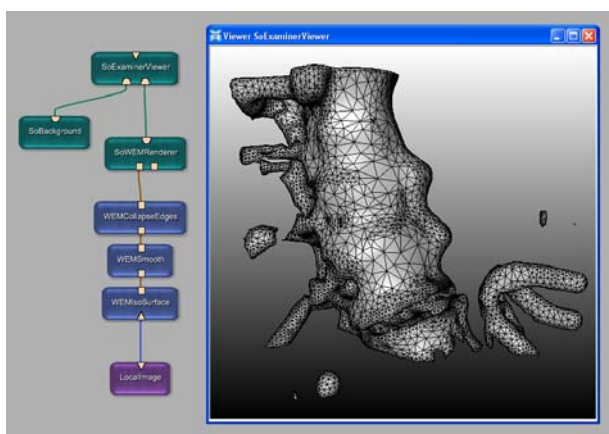 Viewer SoExaminerViewer
SoExaminerViewer
SoBackground
SoWEMRenderer
WEMCollapseEdges
WEMSmooth
WEMIsoSurface
LocalImage